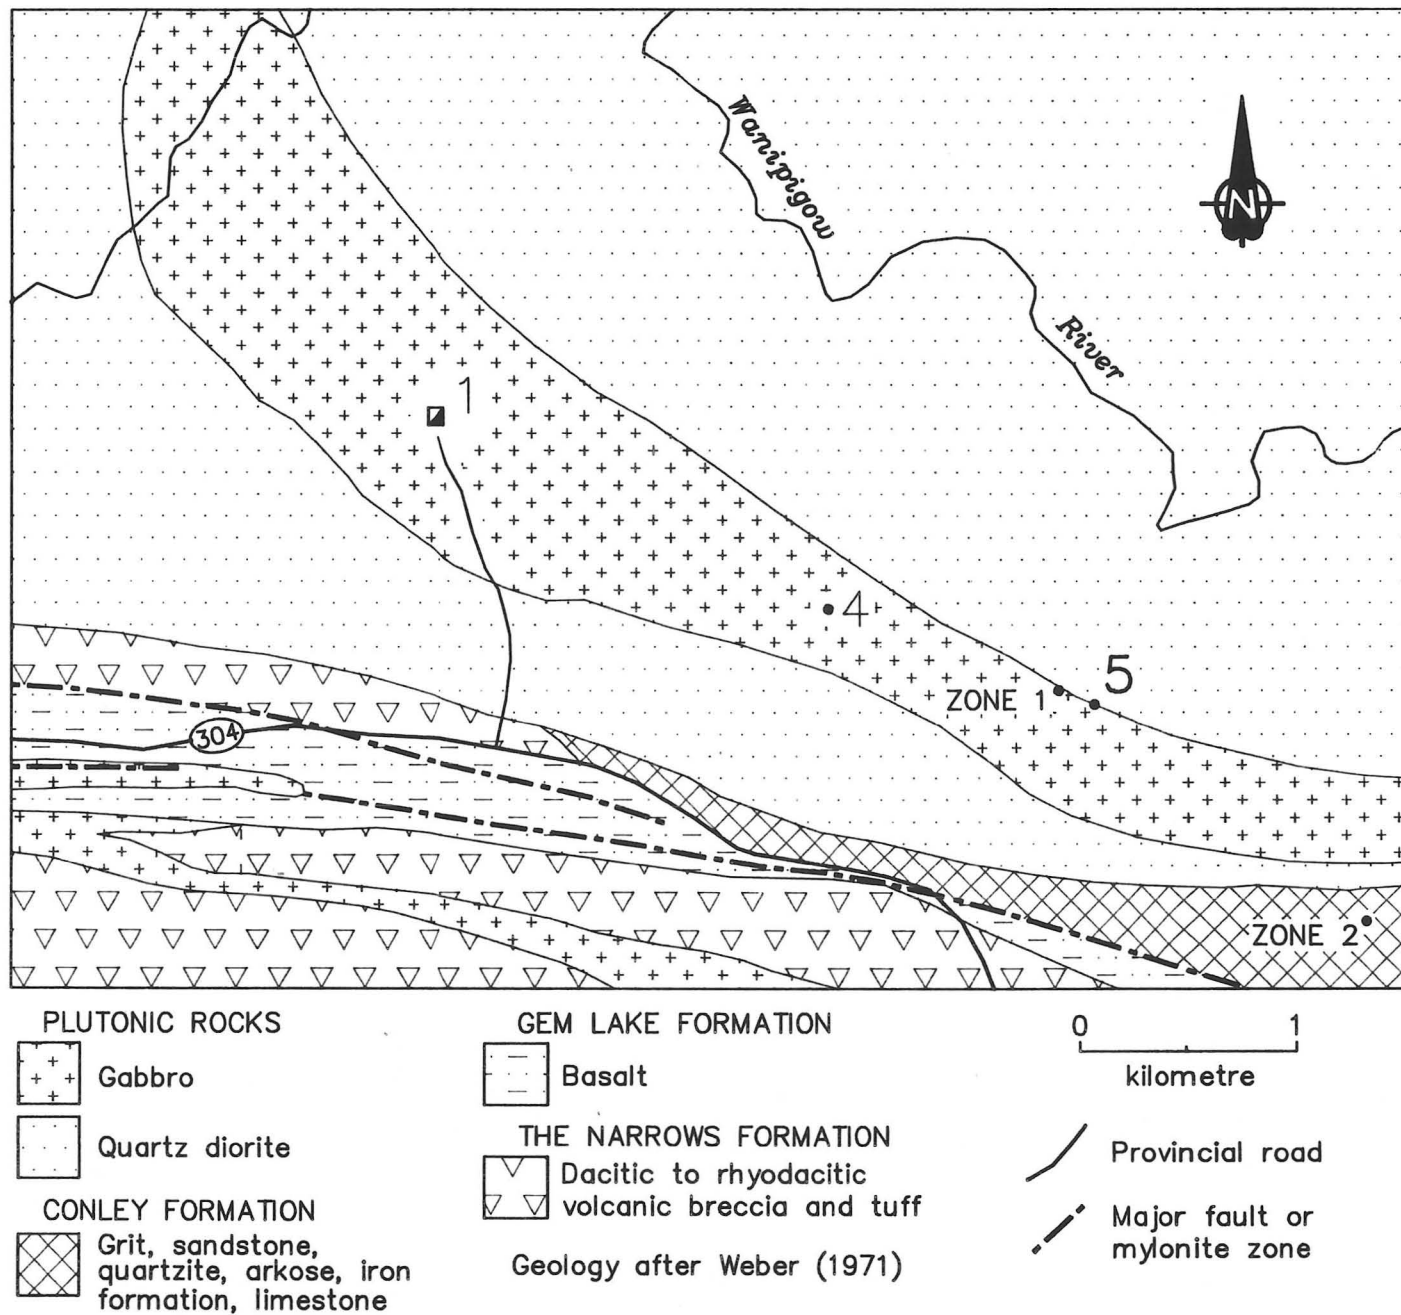 Wanipigow
River
N
1
4
5
ZONE 1
304
ZONE 2
PLUTONIC ROCKS
Gabbro
Quartz diorite
CONLEY FORMATION
Grit, sandstone,
quartzite, arkose, iron
formation, limestone
GEM LAKE FORMATION
Basalt
THE NARROWS FORMATION
Dacitic to rhyodacitic
volcanic breccia and tuff
Geology after Weber (1971)
0 1
kilometre
Provincial road
Major fault or
mylonite zone